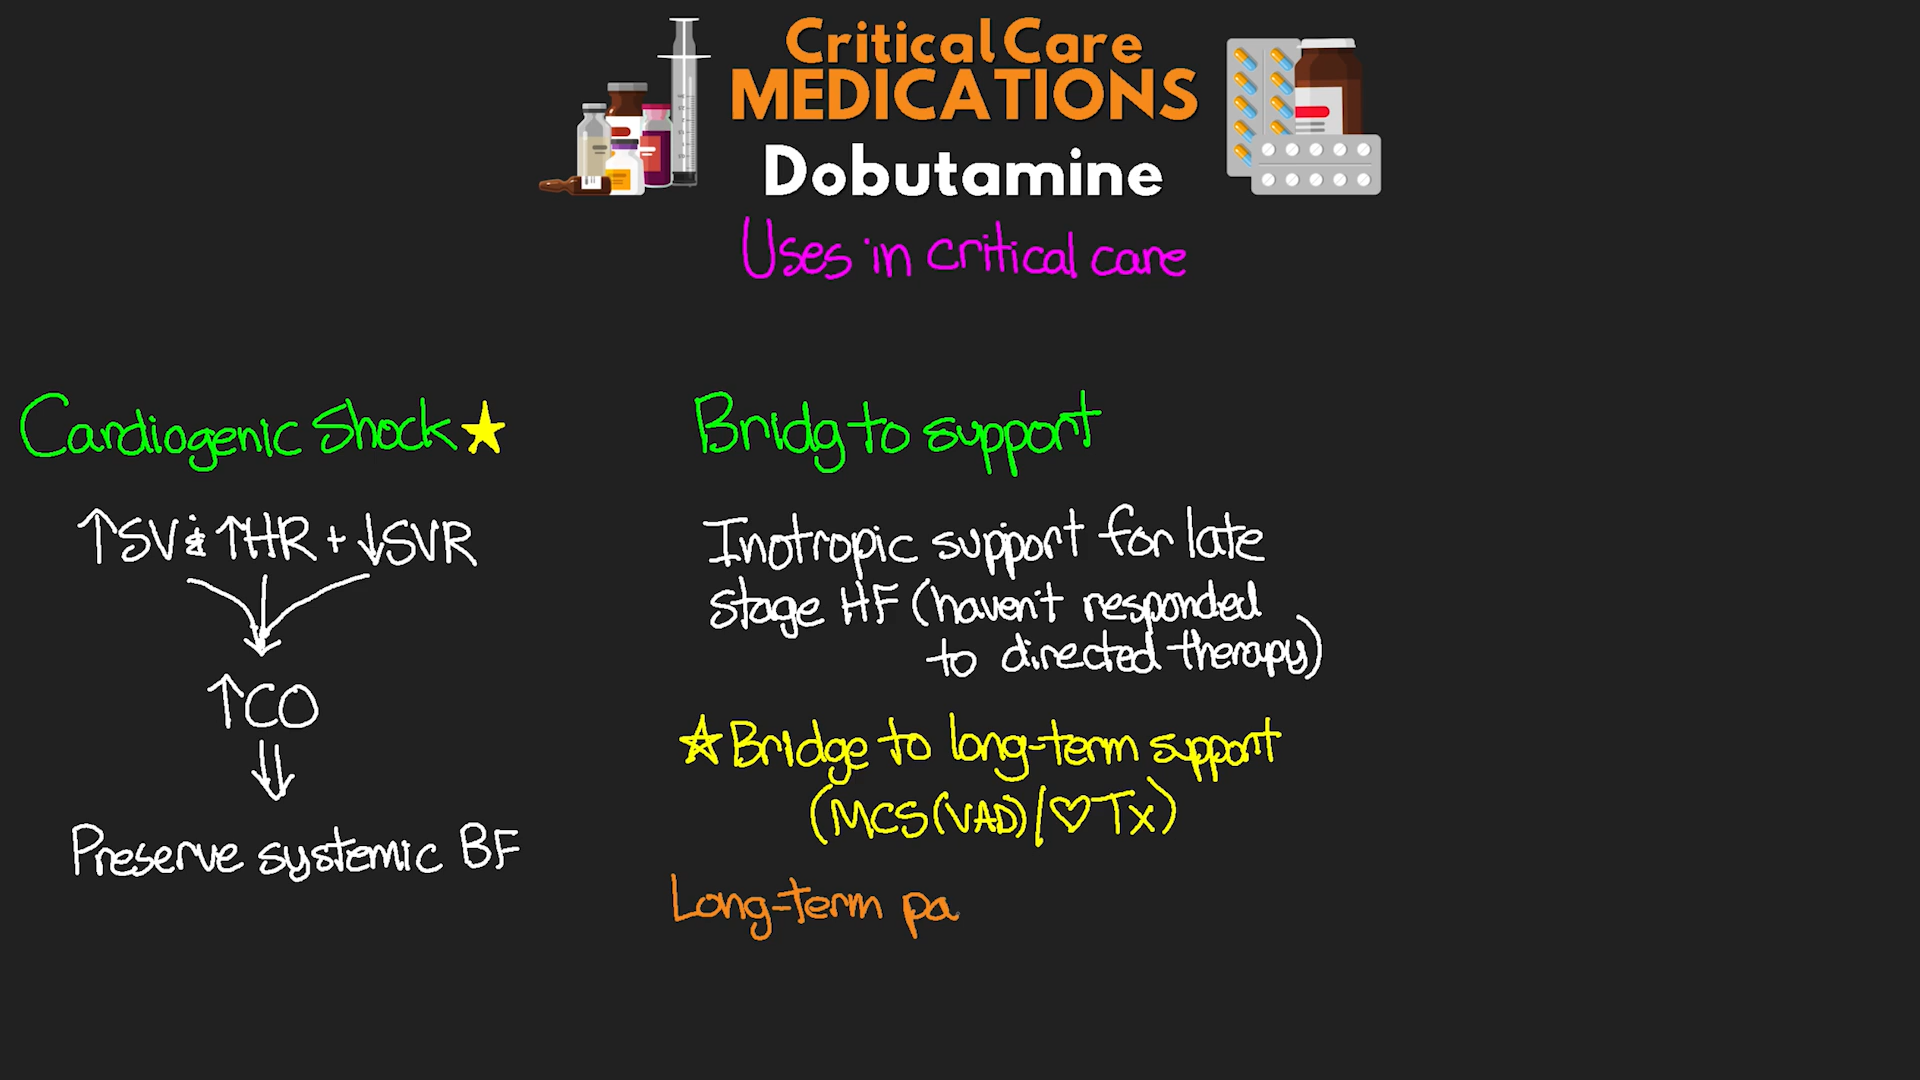 Critical Care
MEDICATIONS
Dobutamine
Uses in critical care
Cardiogenic Shock
↑SV & ↑HR + ↓SVR
↑CO
Preserve systemic BF
Bridg to support
Inotropic support for late
stage HF (haven't responded
to directed therapy)
☆Bridge to long-term support
(MCS(VAD)/♡Tx)
Long-term pa